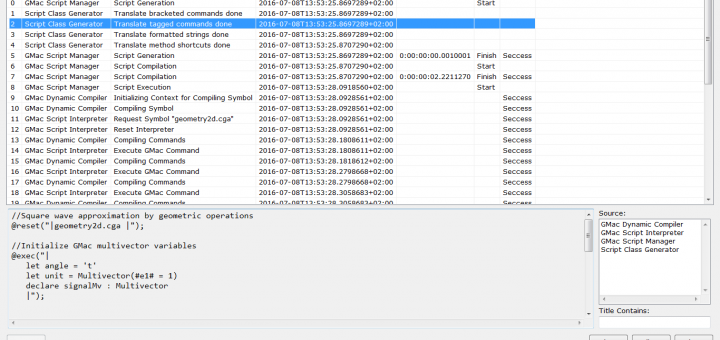 0 GMac Script Manager Script Generation 2016-07-08T13:53:25.8697289+02:00 Start
1 Script Class Generator Translate bracketed commands done 2016-07-08T13:53:25.8697289+02:00
2 Script Class Generator Translate tagged commands done 2016-07-08T13:53:25.8697289+02:00
3 Script Class Generator Translate formatted strings done 2016-07-08T13:53:25.8697289+02:00
4 Script Class Generator Translate method shortcuts done 2016-07-08T13:53:25.8707290+02:00
5 GMac Script Manager Script Generation 2016-07-08T13:53:25.8707290+02:00 0:00:00:00.0010001 Finish Seccess
6 GMac Script Manager Script Compilation 2016-07-08T13:53:25.8707290+02:00 Start
7 GMac Script Manager Script Compilation 2016-07-08T13:53:25.8707290+02:00 0:00:00:02.2211270 Finish Seccess
8 GMac Script Manager Script Execution 2016-07-08T13:53:28.0918560+02:00 Start
9 GMac Dynamic Compiler Initializing Context for Compiling Symbol 2016-07-08T13:53:28.0928561+02:00 Seccess
10 GMac Dynamic Compiler Compiling Symbol 2016-07-08T13:53:28.0928561+02:00 Seccess
11 GMac Script Interpreter Request Symbol "geometry2d.cga" 2016-07-08T13:53:28.0928561+02:00 Seccess
12 GMac Script Interpreter Reset Interpreter 2016-07-08T13:53:28.0928561+02:00 Seccess
13 GMac Dynamic Compiler Compiling Commands 2016-07-08T13:53:28.1808611+02:00 Seccess
14 GMac Script Interpreter Execute GMac Command 2016-07-08T13:53:28.1808611+02:00 Seccess
15 GMac Dynamic Compiler Compiling Commands 2016-07-08T13:53:28.1818612+02:00 Seccess
16 GMac Script Interpreter Execute GMac Command 2016-07-08T13:53:28.2798668+02:00 Seccess
17 GMac Dynamic Compiler Compiling Commands 2016-07-08T13:53:28.2798668+02:00 Seccess
18 GMac Script Interpreter Execute GMac Command 2016-07-08T13:53:28.3058683+02:00 Seccess
19 GMac Dynamic Compiler Compiling Commands 2016-07-08T13:53:28.3058683+02:00 Seccess
//Square wave approximation by geometric operations
@reset("|geometry2d.cga |");
//Initialize GMac multivector variables
@exec("|
let angle = 't'
let unit = Multivector(#e1# = 1)
declare signalMv : Multivector
|");
Source:
GMac Dynamic Compiler
GMac Script Interpreter
GMac Script Manager
Script Class Generator
Title Contains: